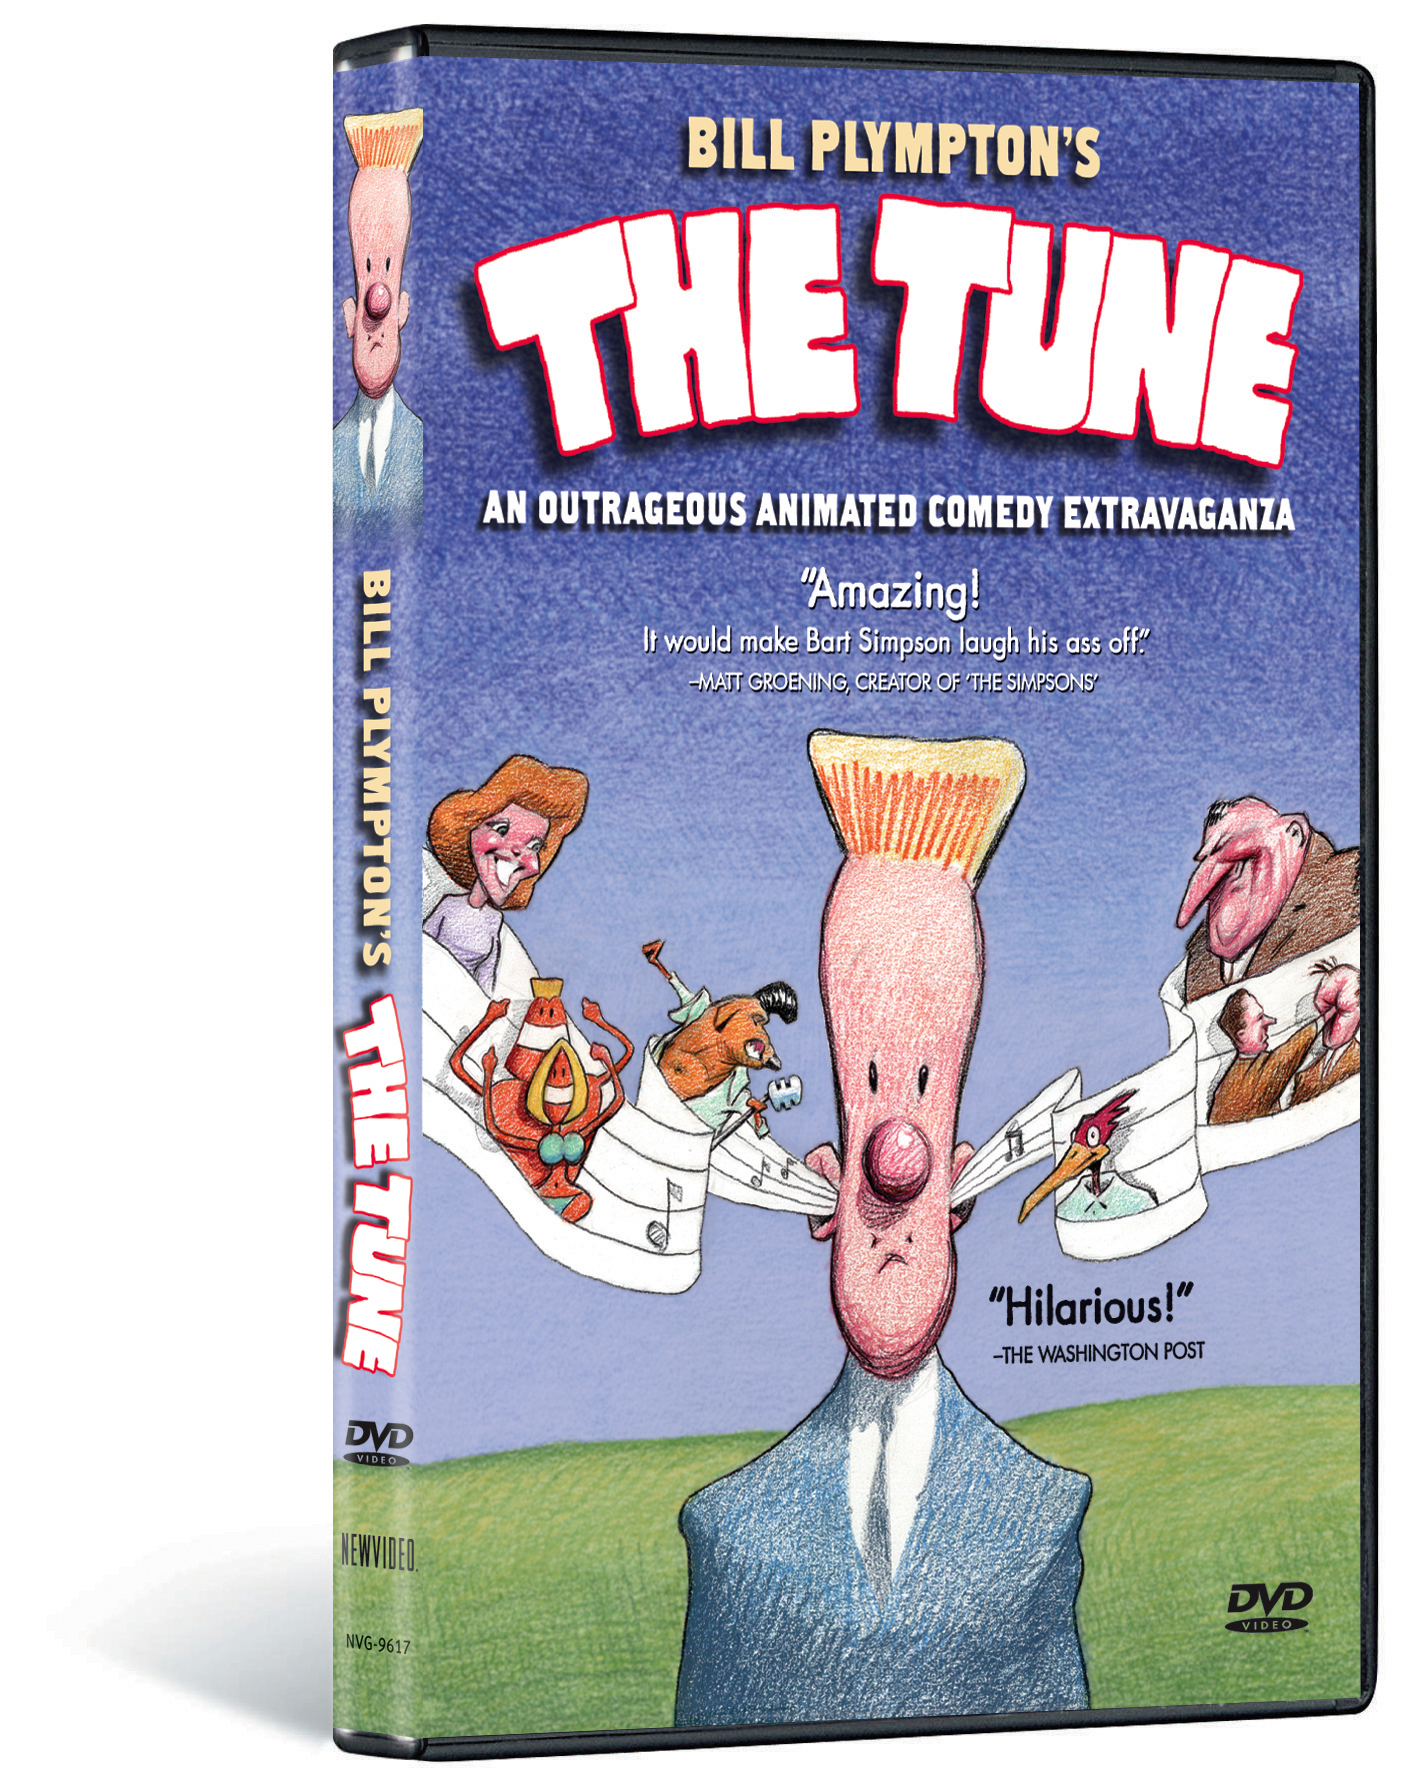 BILL PLYMPTON'S
THE TUNE
AN OUTRAGEOUS ANIMATED COMEDY EXTRAVAGANZA
"Amazing!
It would make Bart Simpson laugh his ass off."
–MATT GROENING, CREATOR OF 'THE SIMPSONS'
"Hilarious!"
–THE WASHINGTON POST
DVD
VIDEO
BILL PLYMPTON'S THE TUNE
DVD
VIDEO
NEWVIDEO
NVG-9617